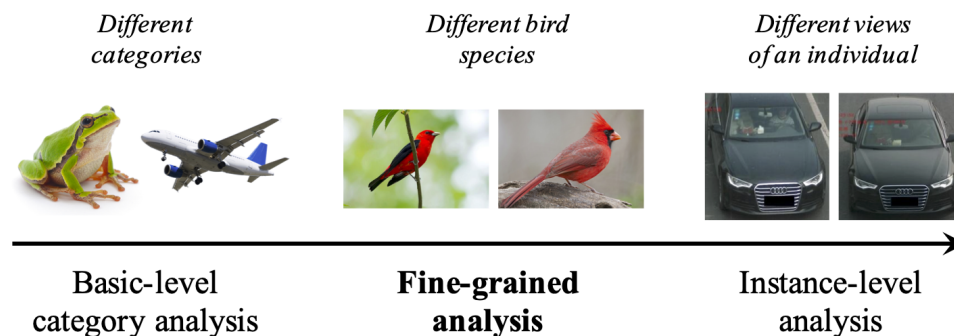 Different categories
Different bird species
Different views of an individual
Basic-level category analysis
Fine-grained analysis
Instance-level analysis